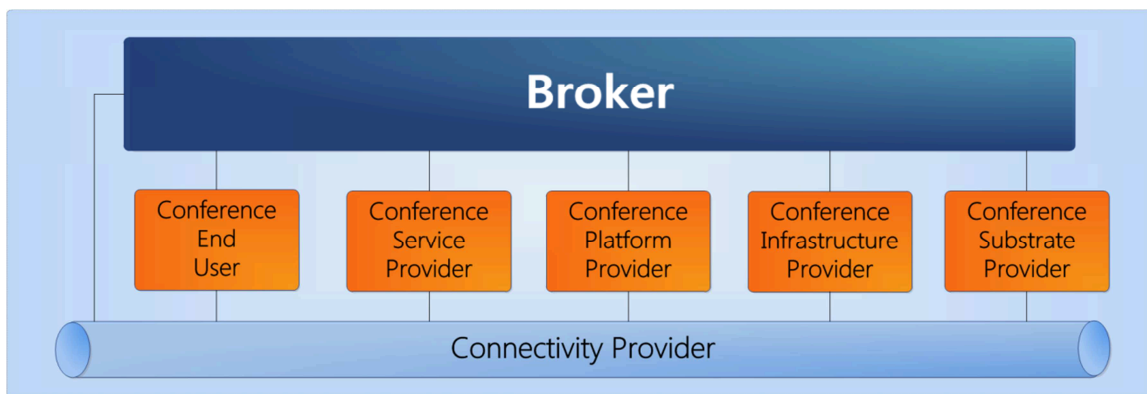 Broker
Conference
End
User
Conference
Service
Provider
Conference
Platform
Provider
Conference
Infrastructure
Provider
Conference
Substrate
Provider
Connectivity Provider